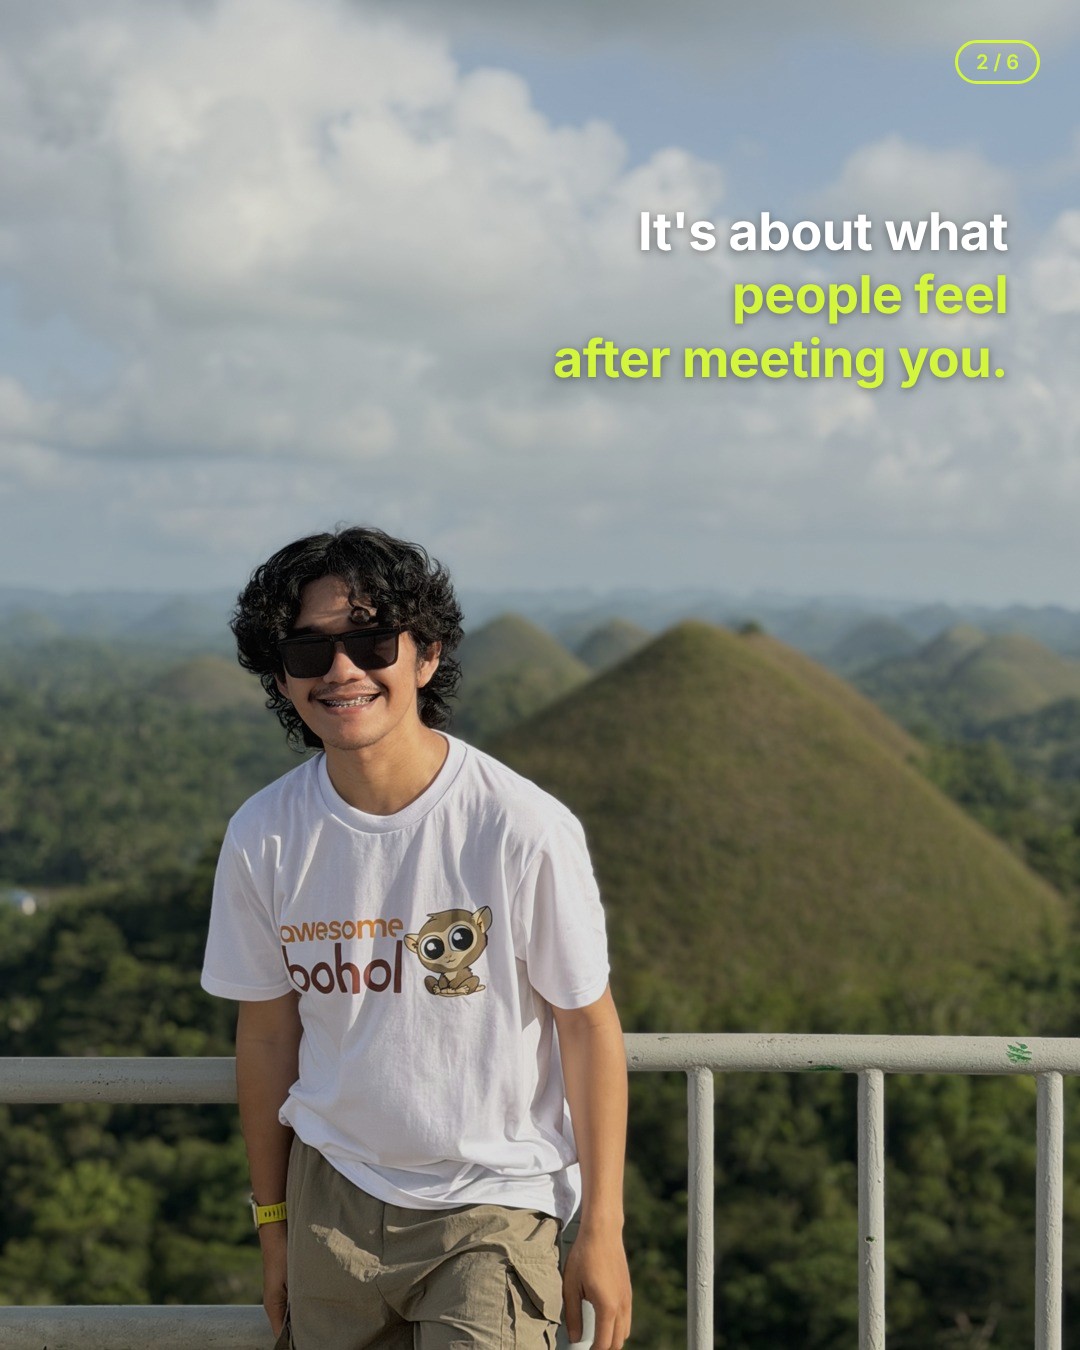 2 / 6
It's about what
people feel
after meeting you.
awesome
bohol